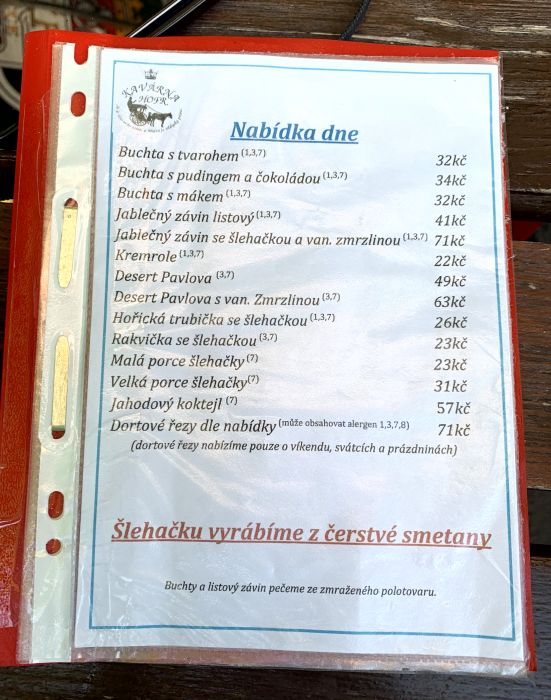 KAVÁRNA
HOFR
Nabídka dne
Buchta s tvarohem (1,3,7) 32kč
Buchta s pudingem a čokoládou (1,3,7) 34kč
Buchta s mákem (1,3,7) 32kč
Jablečný závin listový (1,3,7) 41kč
Jablečný závin se šlehačkou a van. zmrzlinou (1,3,7) 71kč
Kremrole (1,3,7) 22kč
Desert Pavlova (3,7) 49kč
Desert Pavlova s van. Zmrzlinou (3,7) 63kč
Hořická trubička se šlehačkou (1,3,7) 26kč
Rakvička se šlehačkou (3,7) 23kč
Malá porce šlehačky (7) 23kč
Velká porce šlehačky(7) 31kč
Jahodový koktejl (7) 57kč
Dortové řezy dle nabídky (může obsahovat alergen 1,3,7,8) 71kč
(dortové řezy nabízíme pouze o víkendu, svátcích a prázdninách)
Šlehačku vyrábíme z čerstvé smetany
Buchty a listový závin pečeme ze zmraženého polotovaru.